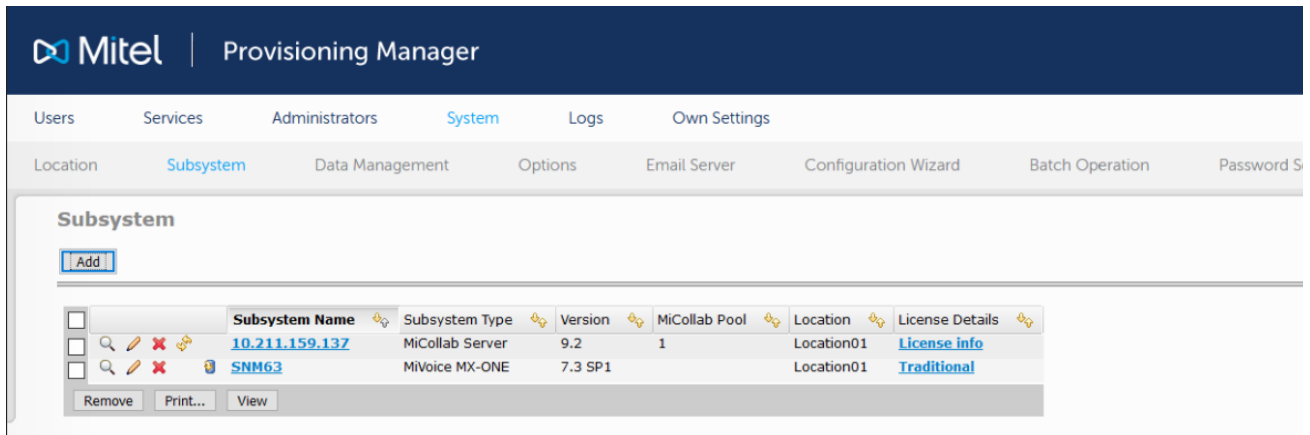 Mitel | Provisioning Manager
Users Services Administrators System Logs Own Settings
Location Subsystem Data Management Options Email Server Configuration Wizard Batch Operation Password S
Subsystem
Add
Subsystem Name Subsystem Type Version MiCollab Pool Location License Details
10.211.159.137 MiCollab Server 9.2 1 Location01 License info
SNM63 MiVoice MX-ONE 7.3 SP1 Location01 Traditional
Remove Print... View